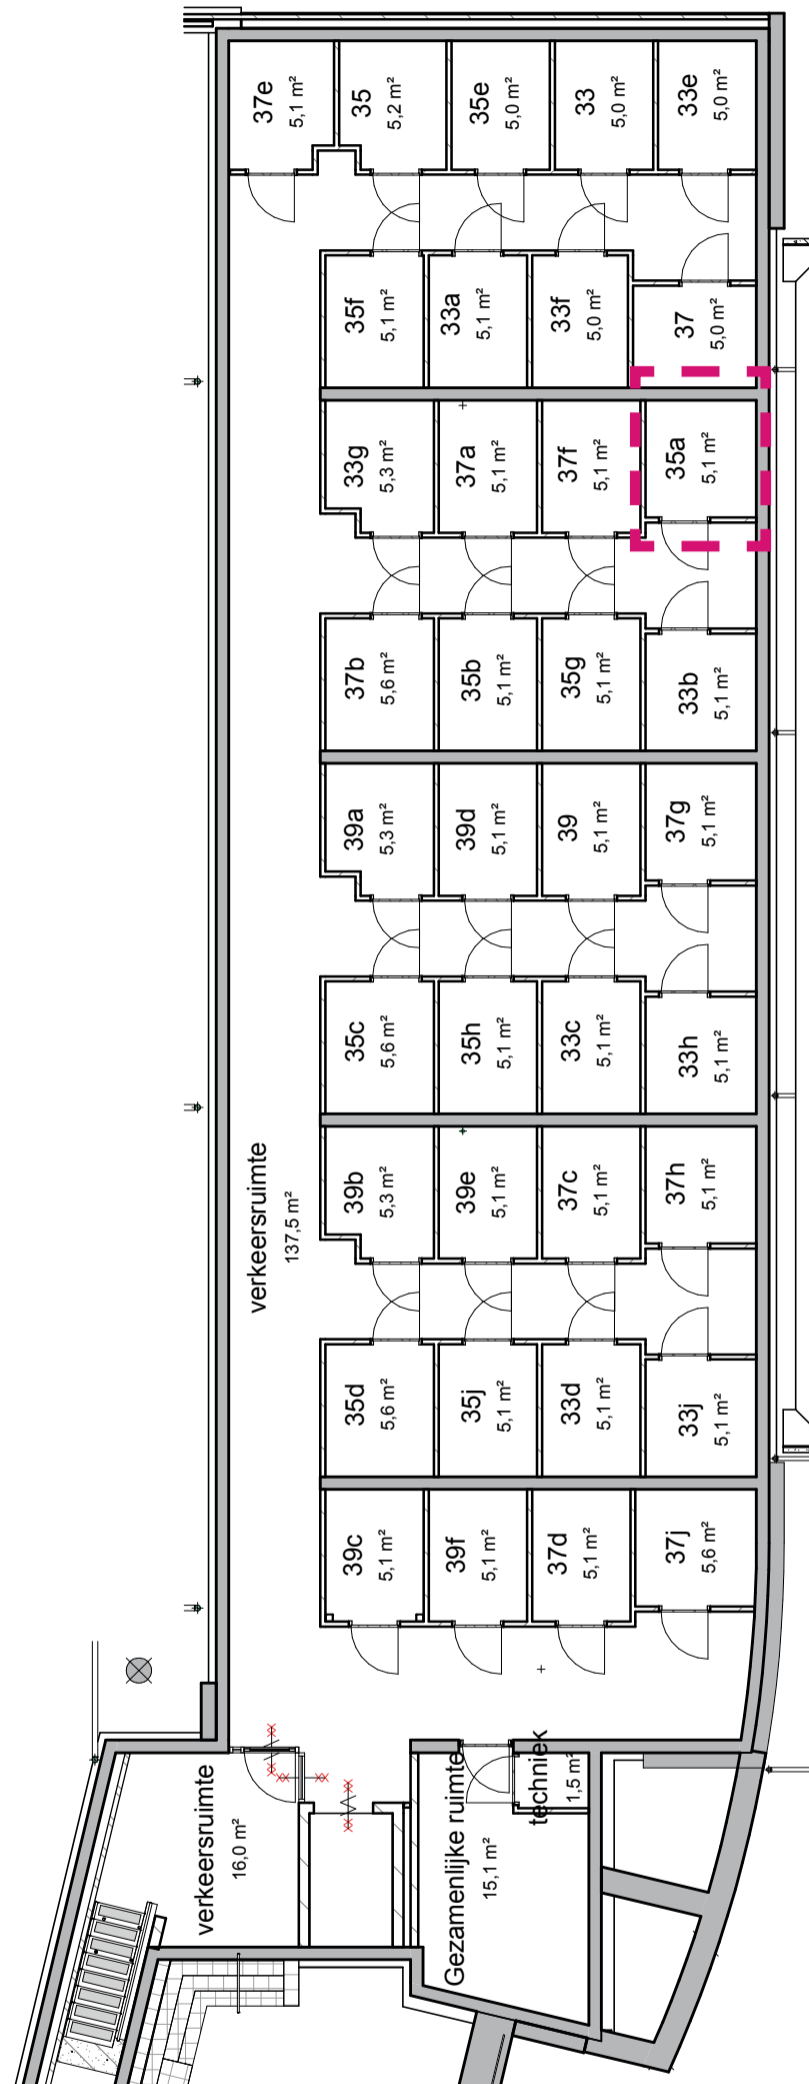 37e
5,1 m²
35
5,2 m²
35e
5,0 m²
33
5,0 m²
33e
5,0 m²
35f
5,1 m²
33a
5,1 m²
33f
5,0 m²
37
5,0 m²
33g
5,3 m²
37a
5,1 m²
37f
5,1 m²
35a
5,1 m²
37b
5,6 m²
35b
5,1 m²
35g
5,1 m²
33b
5,1 m²
39a
5,3 m²
39d
5,1 m²
39
5,1 m²
37g
5,1 m²
35c
5,6 m²
35h
5,1 m²
33c
5,1 m²
33h
5,1 m²
verkeersruimte
137,5 m²
39b
5,3 m²
39e
5,1 m²
37c
5,1 m²
37h
5,1 m²
35d
5,6 m²
35j
5,1 m²
33d
5,1 m²
33j
5,1 m²
39c
5,1 m²
39f
5,1 m²
37d
5,1 m²
37j
5,6 m²
verkeersruimte
16,0 m²
Gezamenlijke ruimte
15,1 m²
techniek
1,5 m²